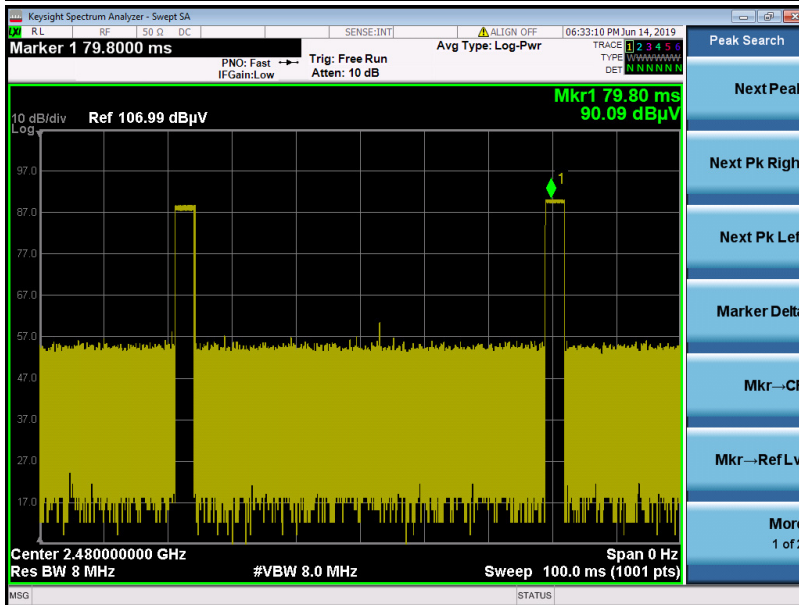 Keysight Spectrum Analyzer - Swept SA
LXI RL RF 50 Ω DC SENSE:INT ALIGN OFF 06:33:10 PM Jun 14, 2019
Marker 1 79.8000 ms
PNO: Fast
IFGain:Low
Trig: Free Run
Atten: 10 dB
Avg Type: Log-Pwr
TRACE 1 2 3 4 5 6
TYPE WWWWWW
DET N N N N N N
Mkr1 79.80 ms
90.09 dBµV
10 dB/div Ref 106.99 dBµV
Log
1
97.0
87.0
77.0
67.0
57.0
47.0
37.0
27.0
17.0
Center 2.480000000 GHz Span 0 Hz
Res BW 8 MHz #VBW 8.0 MHz Sweep 100.0 ms (1001 pts)
MSG STATUS
Peak Search
Next Peak
Next Pk Righ
Next Pk Lef
Marker Delta
Mkr→CF
Mkr→Ref Lv
More
1 of 2